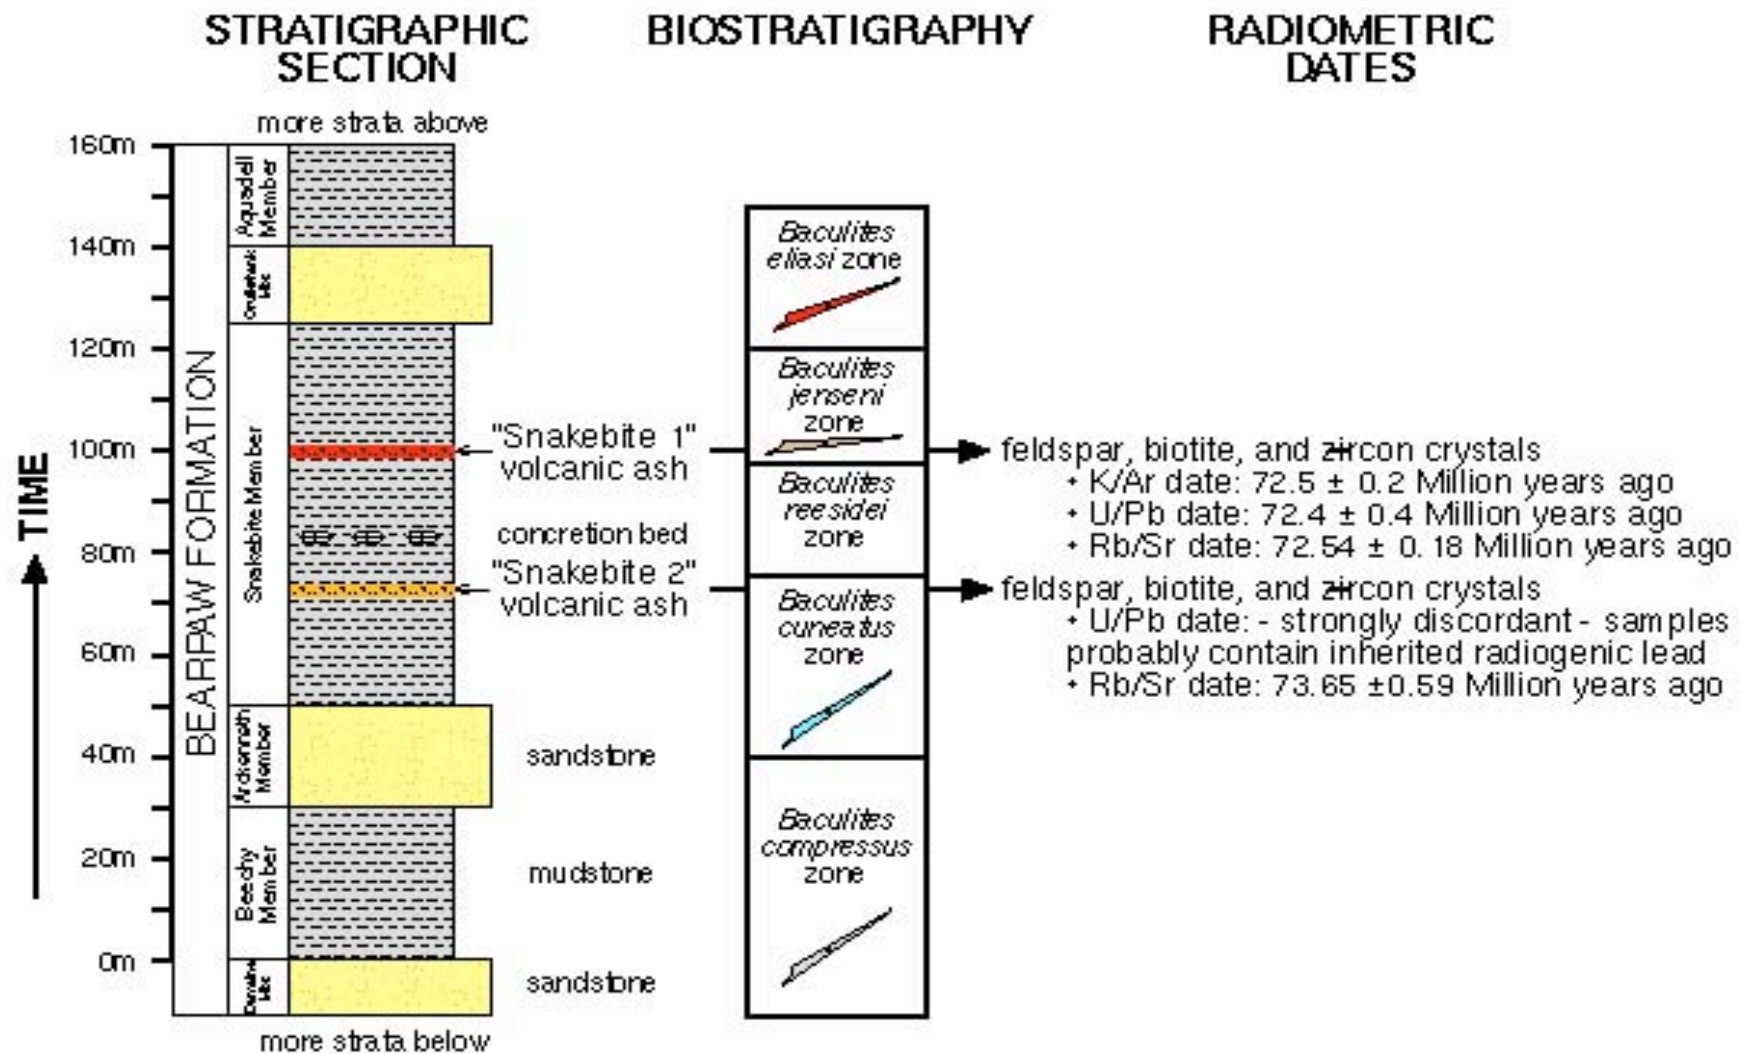 STRATIGRAPHIC
SECTION
BIOSTRATIGRAPHY
RADIOMETRIC
DATES
more strata above
160m
140m
120m
100m
80m
60m
40m
20m
0m
TIME
BEARPAW FORMATION
Aquadell
Member
Snakebite Member
Ardkenneth
Member
Beechy
Member
"Snakebite 1"
volcanic ash
concretion bed
"Snakebite 2"
volcanic ash
sandstone
mudstone
sandstone
more strata below
Baculites
eliasi zone
Baculites
jenseni
zone
Baculites
reesidei
zone
Baculites
cuneatus
zone
Baculites
compressus
zone
feldspar, biotite, and zircon crystals
• K/Ar date: 72.5 ± 0.2 Million years ago
• U/Pb date: 72.4 ± 0.4 Million years ago
• Rb/Sr date: 72.54 ± 0.18 Million years ago
feldspar, biotite, and zircon crystals
• U/Pb date: - strongly discordant - samples
probably contain inherited radiogenic lead
• Rb/Sr date: 73.65 ±0.59 Million years ago